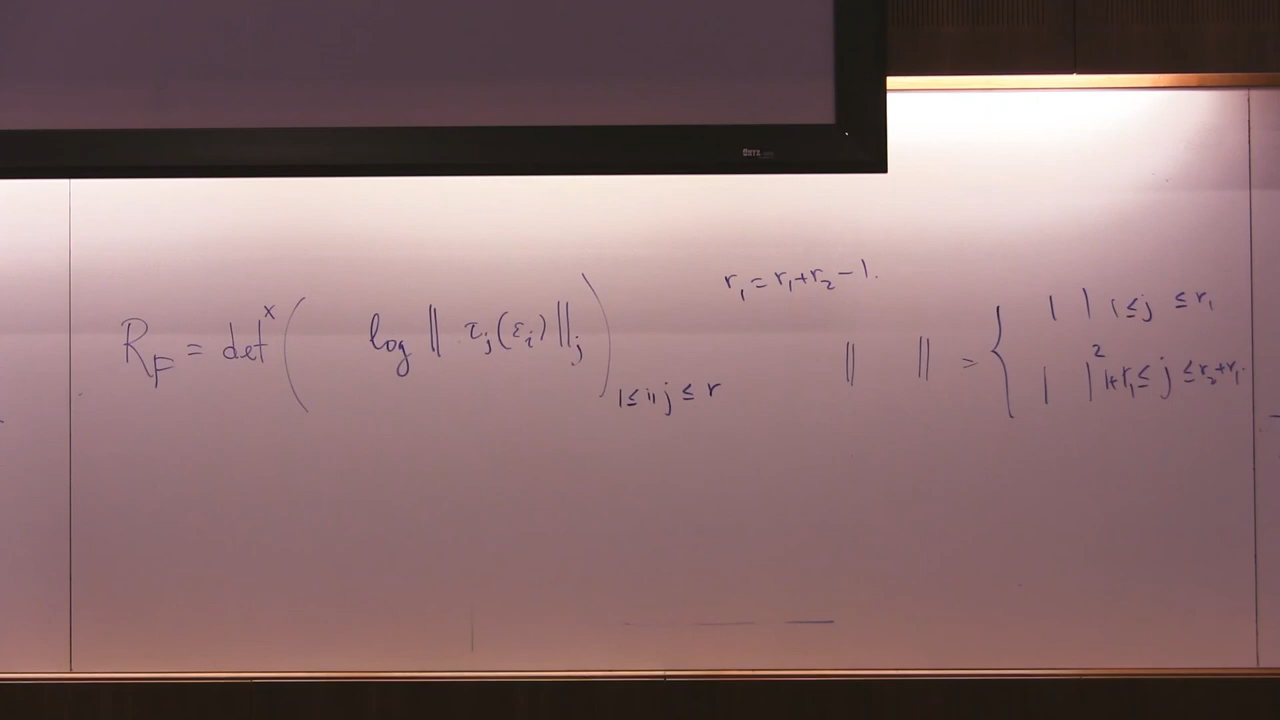 R_F = det^x ( log || τ_j(ε_i) ||_j )_{1≤i,j≤r}
r_1 = r_1+r_2-1.
|| || = { | | 1≤j≤r_1
| |^2 1+r_1≤j≤r_2+r_1.